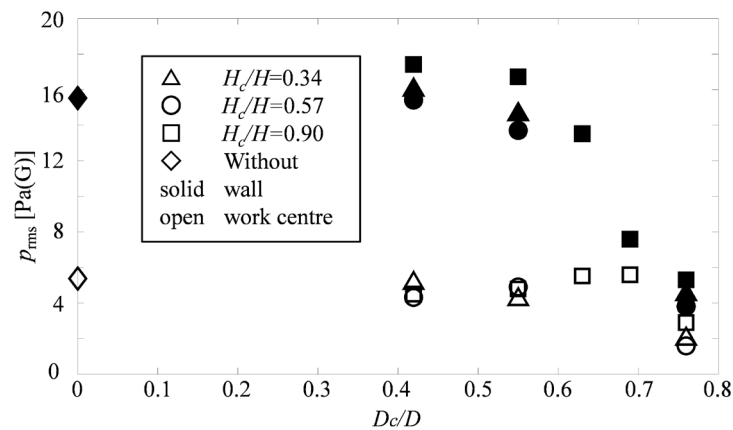 20
16
12
8
4
0
p_rms [Pa(G)]
H_c/H=0.34
H_c/H=0.57
H_c/H=0.90
Without
solid wall
open work centre
0 0.1 0.2 0.3 0.4 0.5 0.6 0.7 0.8
Dc/D